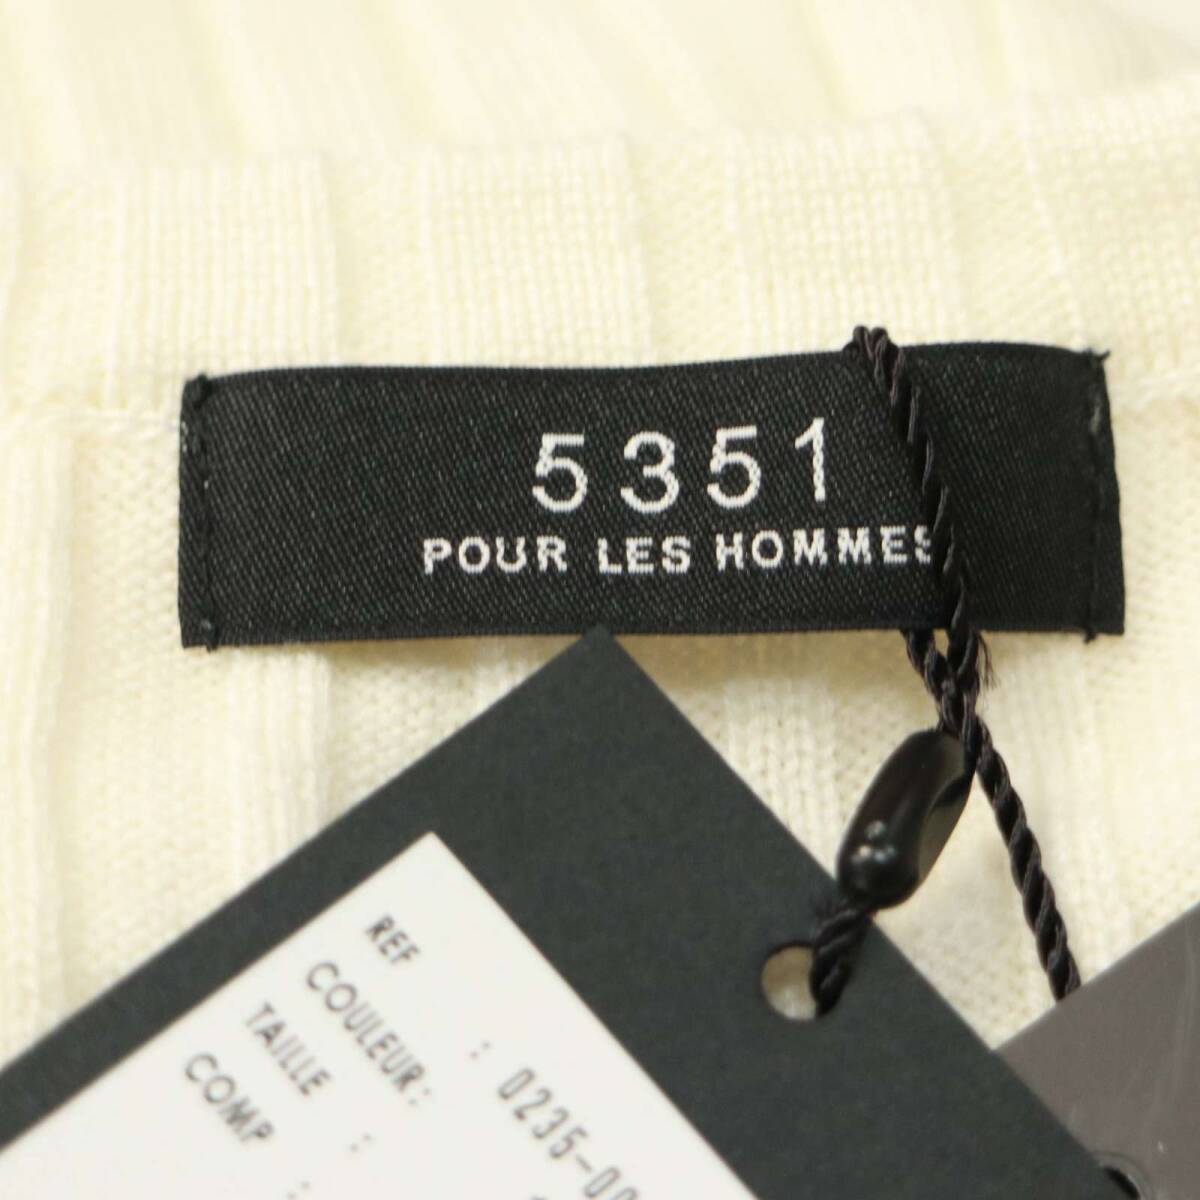 5351
POUR LES HOMMES
REF : 0235-00
COULEUR:
TAILLE :
COMP :